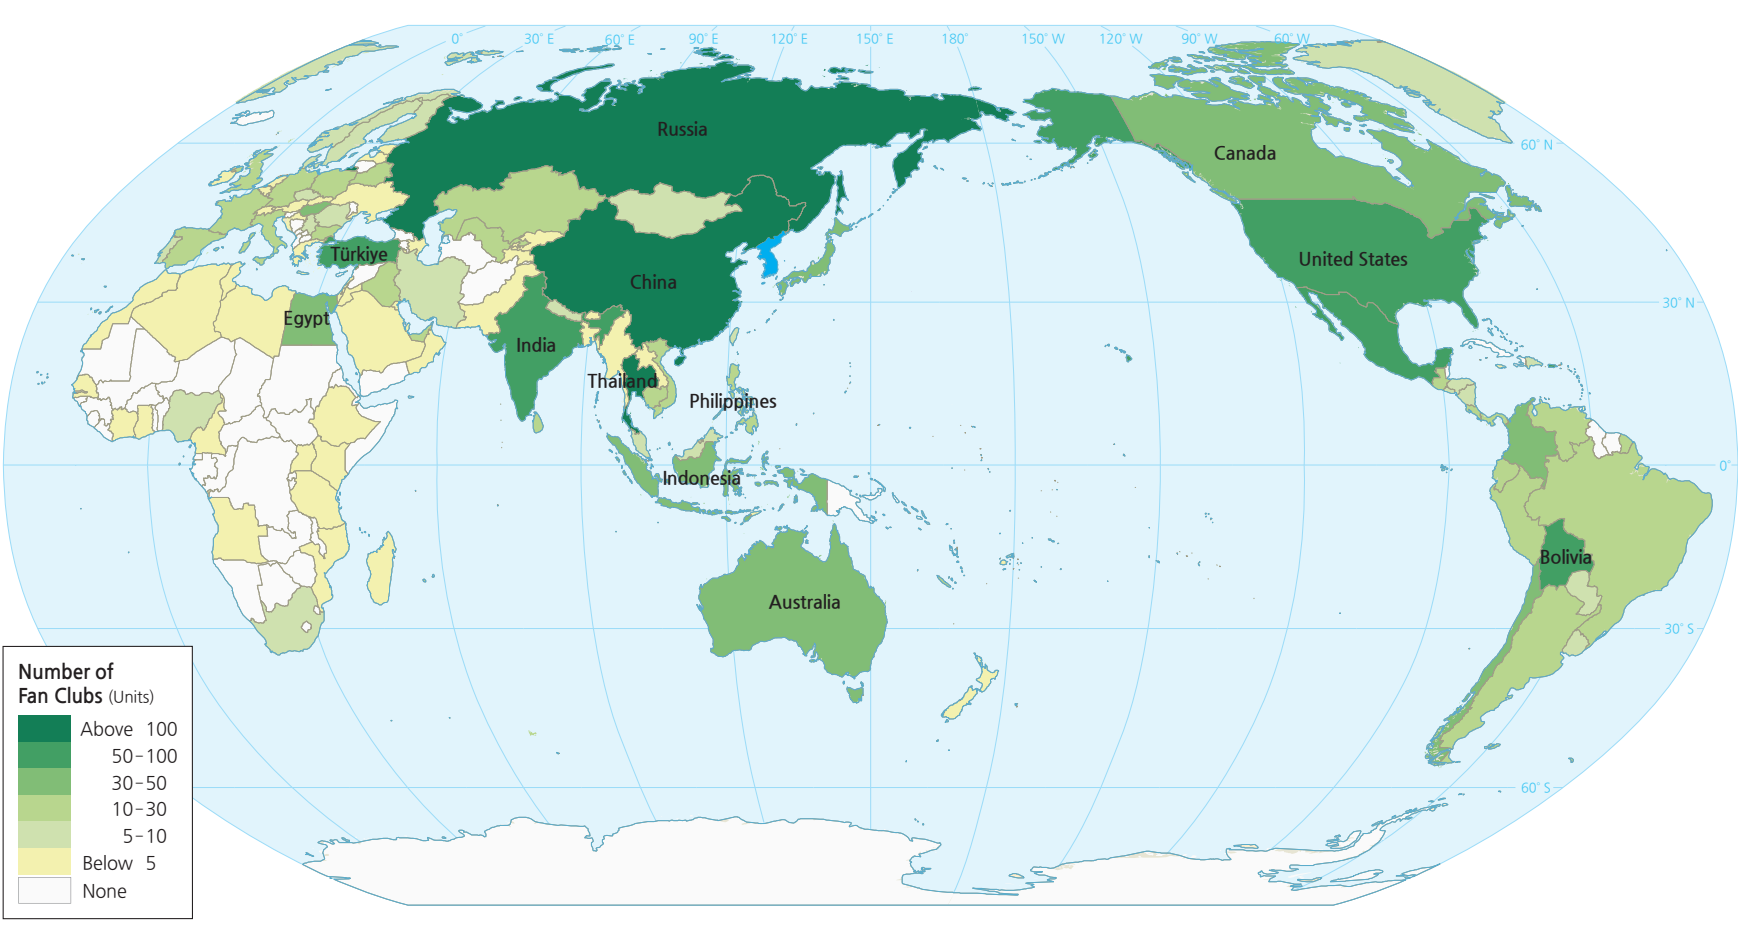 0° 30° E 60° E 90° E 120° E 150° E 180° 150° W 120° W 90° W 60° W
Russia
60° N
Canada
Türkiye
United States
China
30° N
Egypt
India
Thailand
Philippines
0°
Indonesia
Bolivia
Australia
30° S
60° S
Number of
Fan Clubs (Units)
Above 100
50-100
30-50
10-30
5-10
Below 5
None